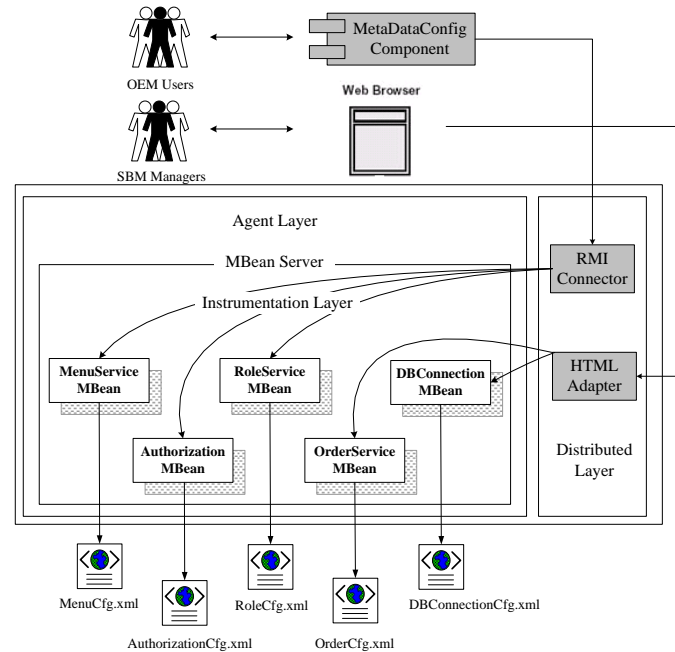 MetaDataConfig
Component
OEM Users
Web Browser
SBM Managers
Agent Layer
MBean Server
RMI
Connector
Instrumentation Layer
MenuService
MBean
RoleService
MBean
DBConnection
MBean
HTML
Adapter
Authorization
MBean
OrderService
MBean
Distributed
Layer
MenuCfg.xml
RoleCfg.xml
DBConnectionCfg.xml
AuthorizationCfg.xml
OrderCfg.xml